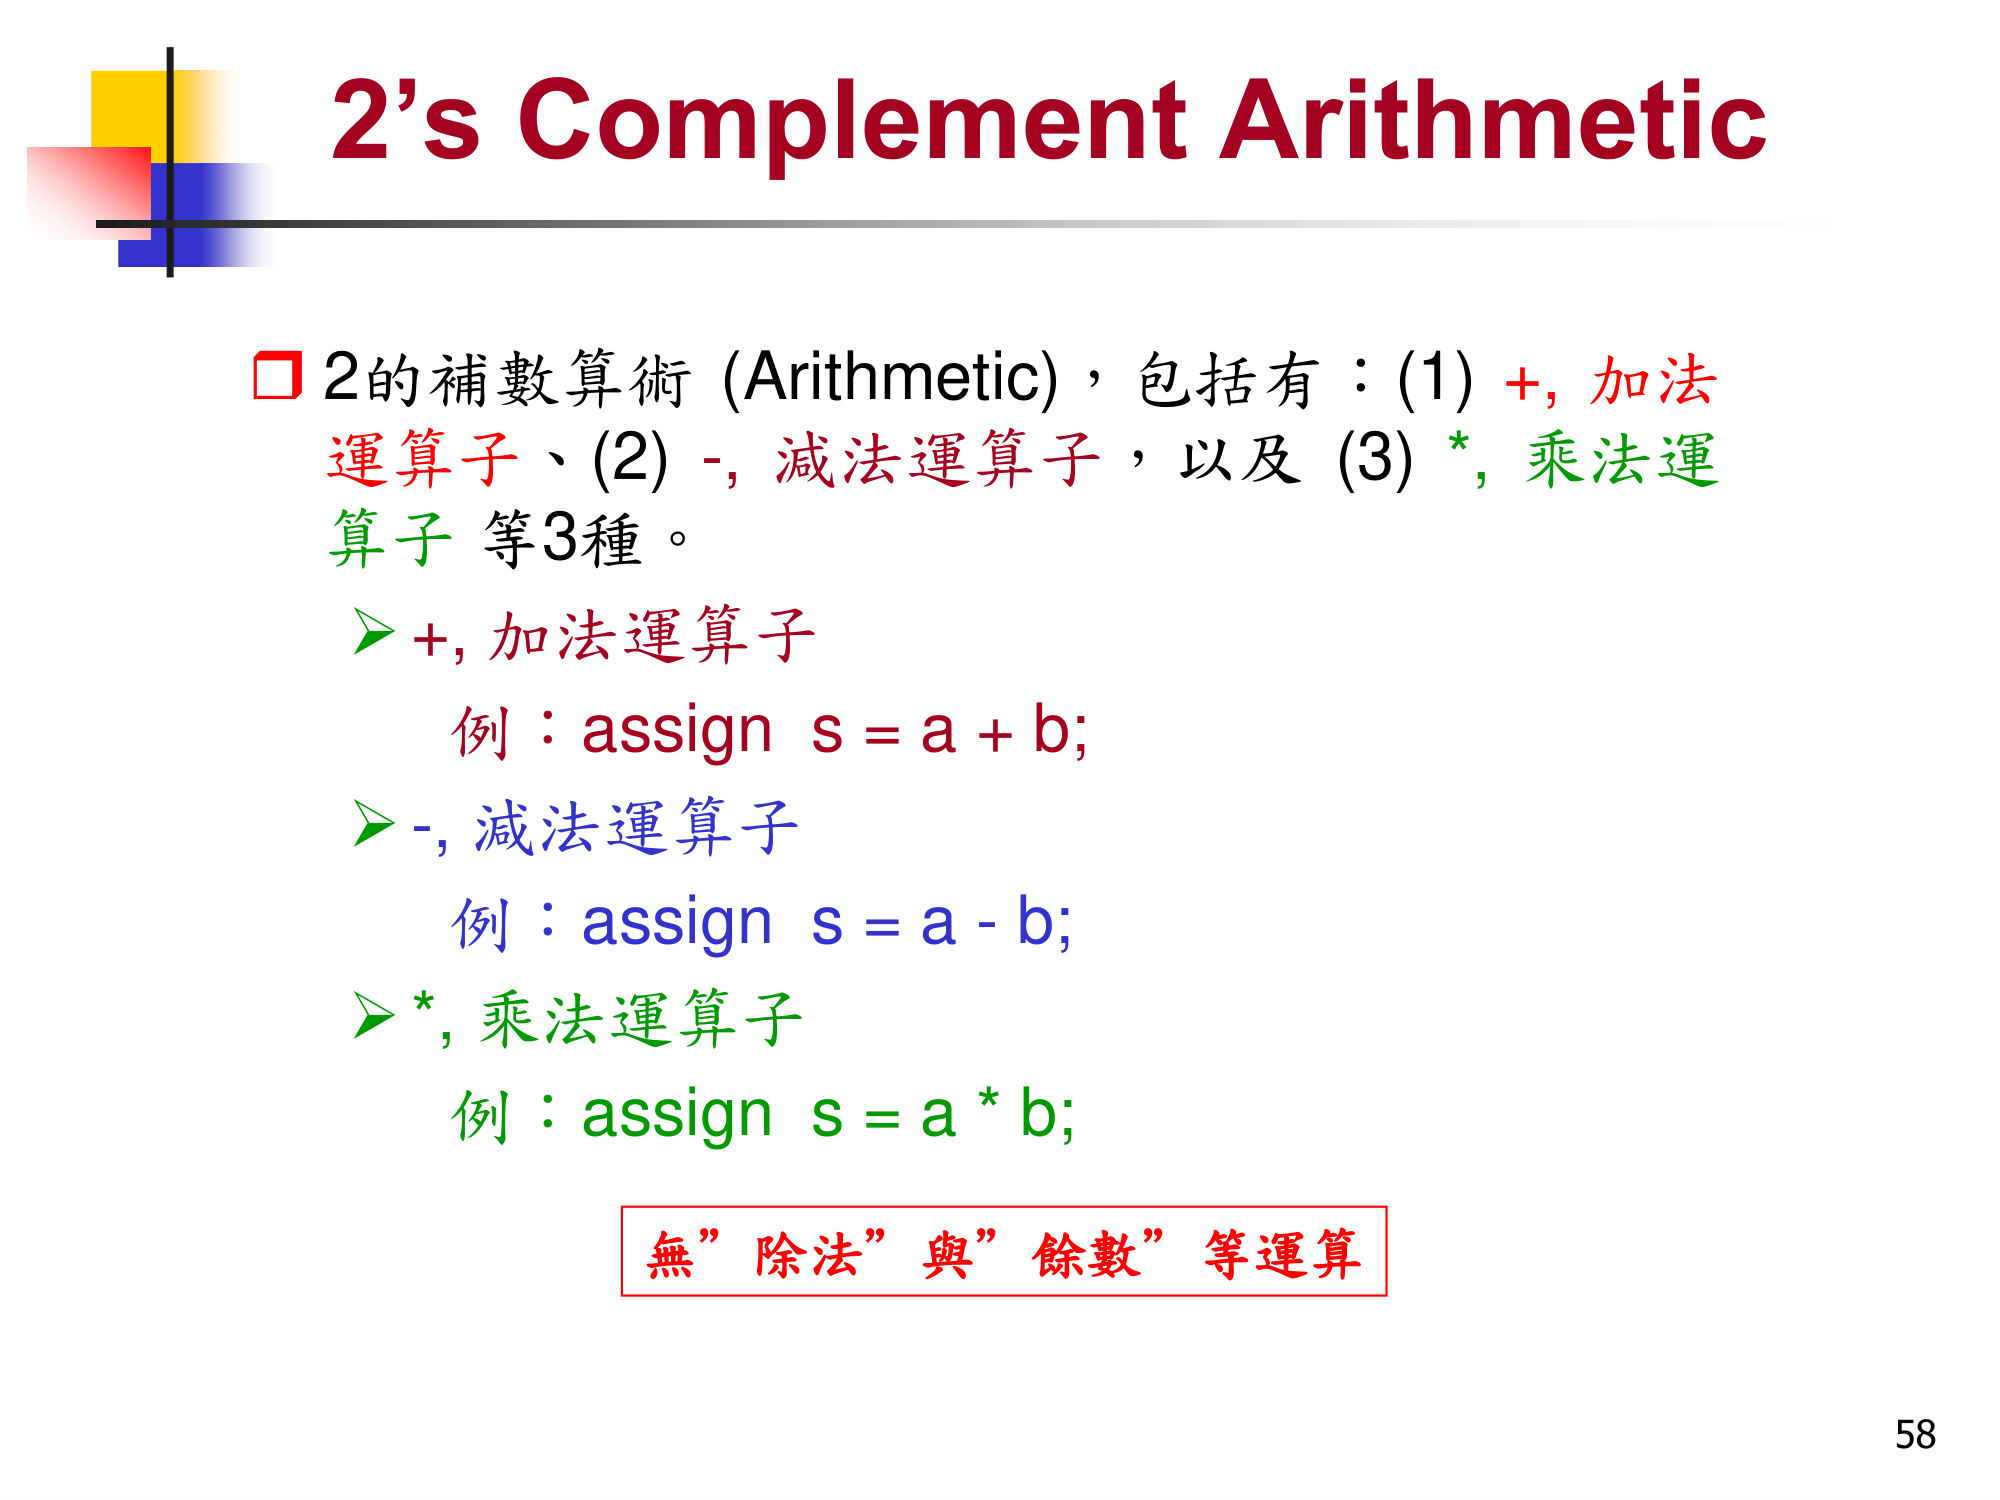 2’s Complement Arithmetic
2的補數算術 (Arithmetic)，包括有：(1) +, 加法
運算子、(2) -, 減法運算子，以及 (3) *, 乘法運
算子 等3種。
+, 加法運算子
例：assign s = a + b;
-, 減法運算子
例：assign s = a - b;
*, 乘法運算子
例：assign s = a * b;
無”除法”與”餘數”等運算
58